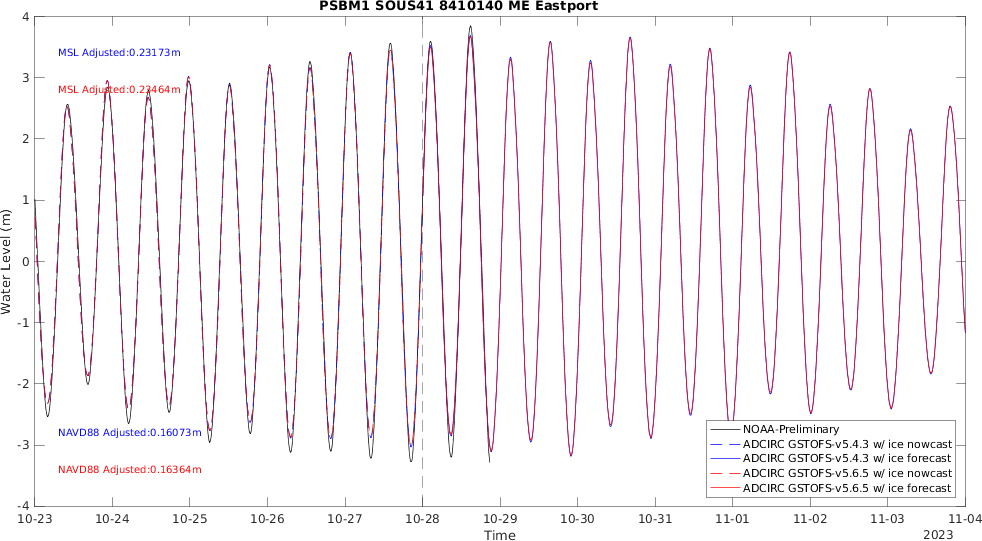 PSBM1 SOUS41 8410140 ME Eastport
MSL Adjusted:0.23173m
MSL Adjusted:0.23464m
NAVD88 Adjusted:0.16073m
NAVD88 Adjusted:0.16364m
Water Level (m)
4
3
2
1
0
-1
-2
-3
-4
NOAA-Preliminary
ADCIRC GSTOFS-v5.4.3 w/ ice nowcast
ADCIRC GSTOFS-v5.4.3 w/ ice forecast
ADCIRC GSTOFS-v5.6.5 w/ ice nowcast
ADCIRC GSTOFS-v5.6.5 w/ ice forecast
10-23 10-24 10-25 10-26 10-27 10-28 10-29 10-30 10-31 11-01 11-02 11-03 11-04
Time
2023